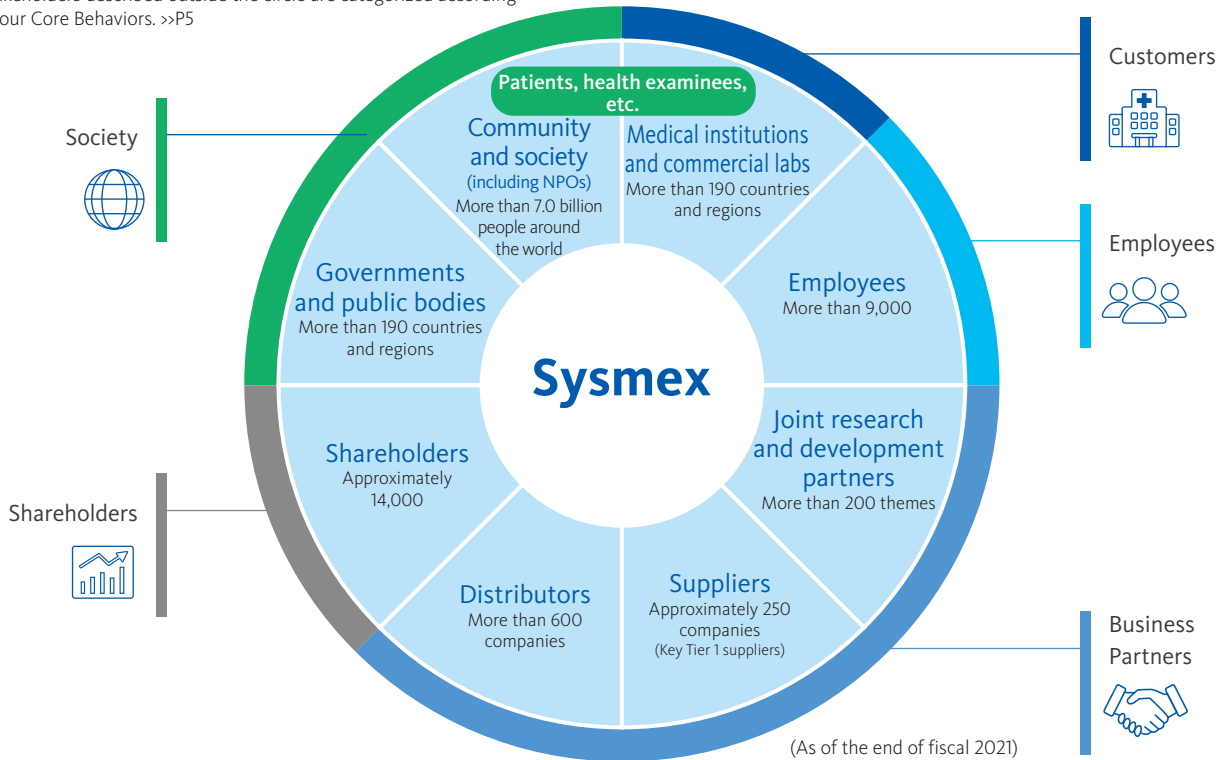 our Core Behaviors. >>P5
Patients, health examinees,
etc.
Community
and society
(including NPOs)
More than 7.0 billion
people around
the world
Medical institutions
and commercial labs
More than 190 countries
and regions
Customers
Society
Governments
and public bodies
More than 190 countries
and regions
Employees
More than 9,000
Employees
Sysmex
Shareholders
Approximately
14,000
Joint research
and development
partners
More than 200 themes
Shareholders
Distributors
More than 600
companies
Suppliers
Approximately 250
companies
(Key Tier 1 suppliers)
Business
Partners
(As of the end of fiscal 2021)